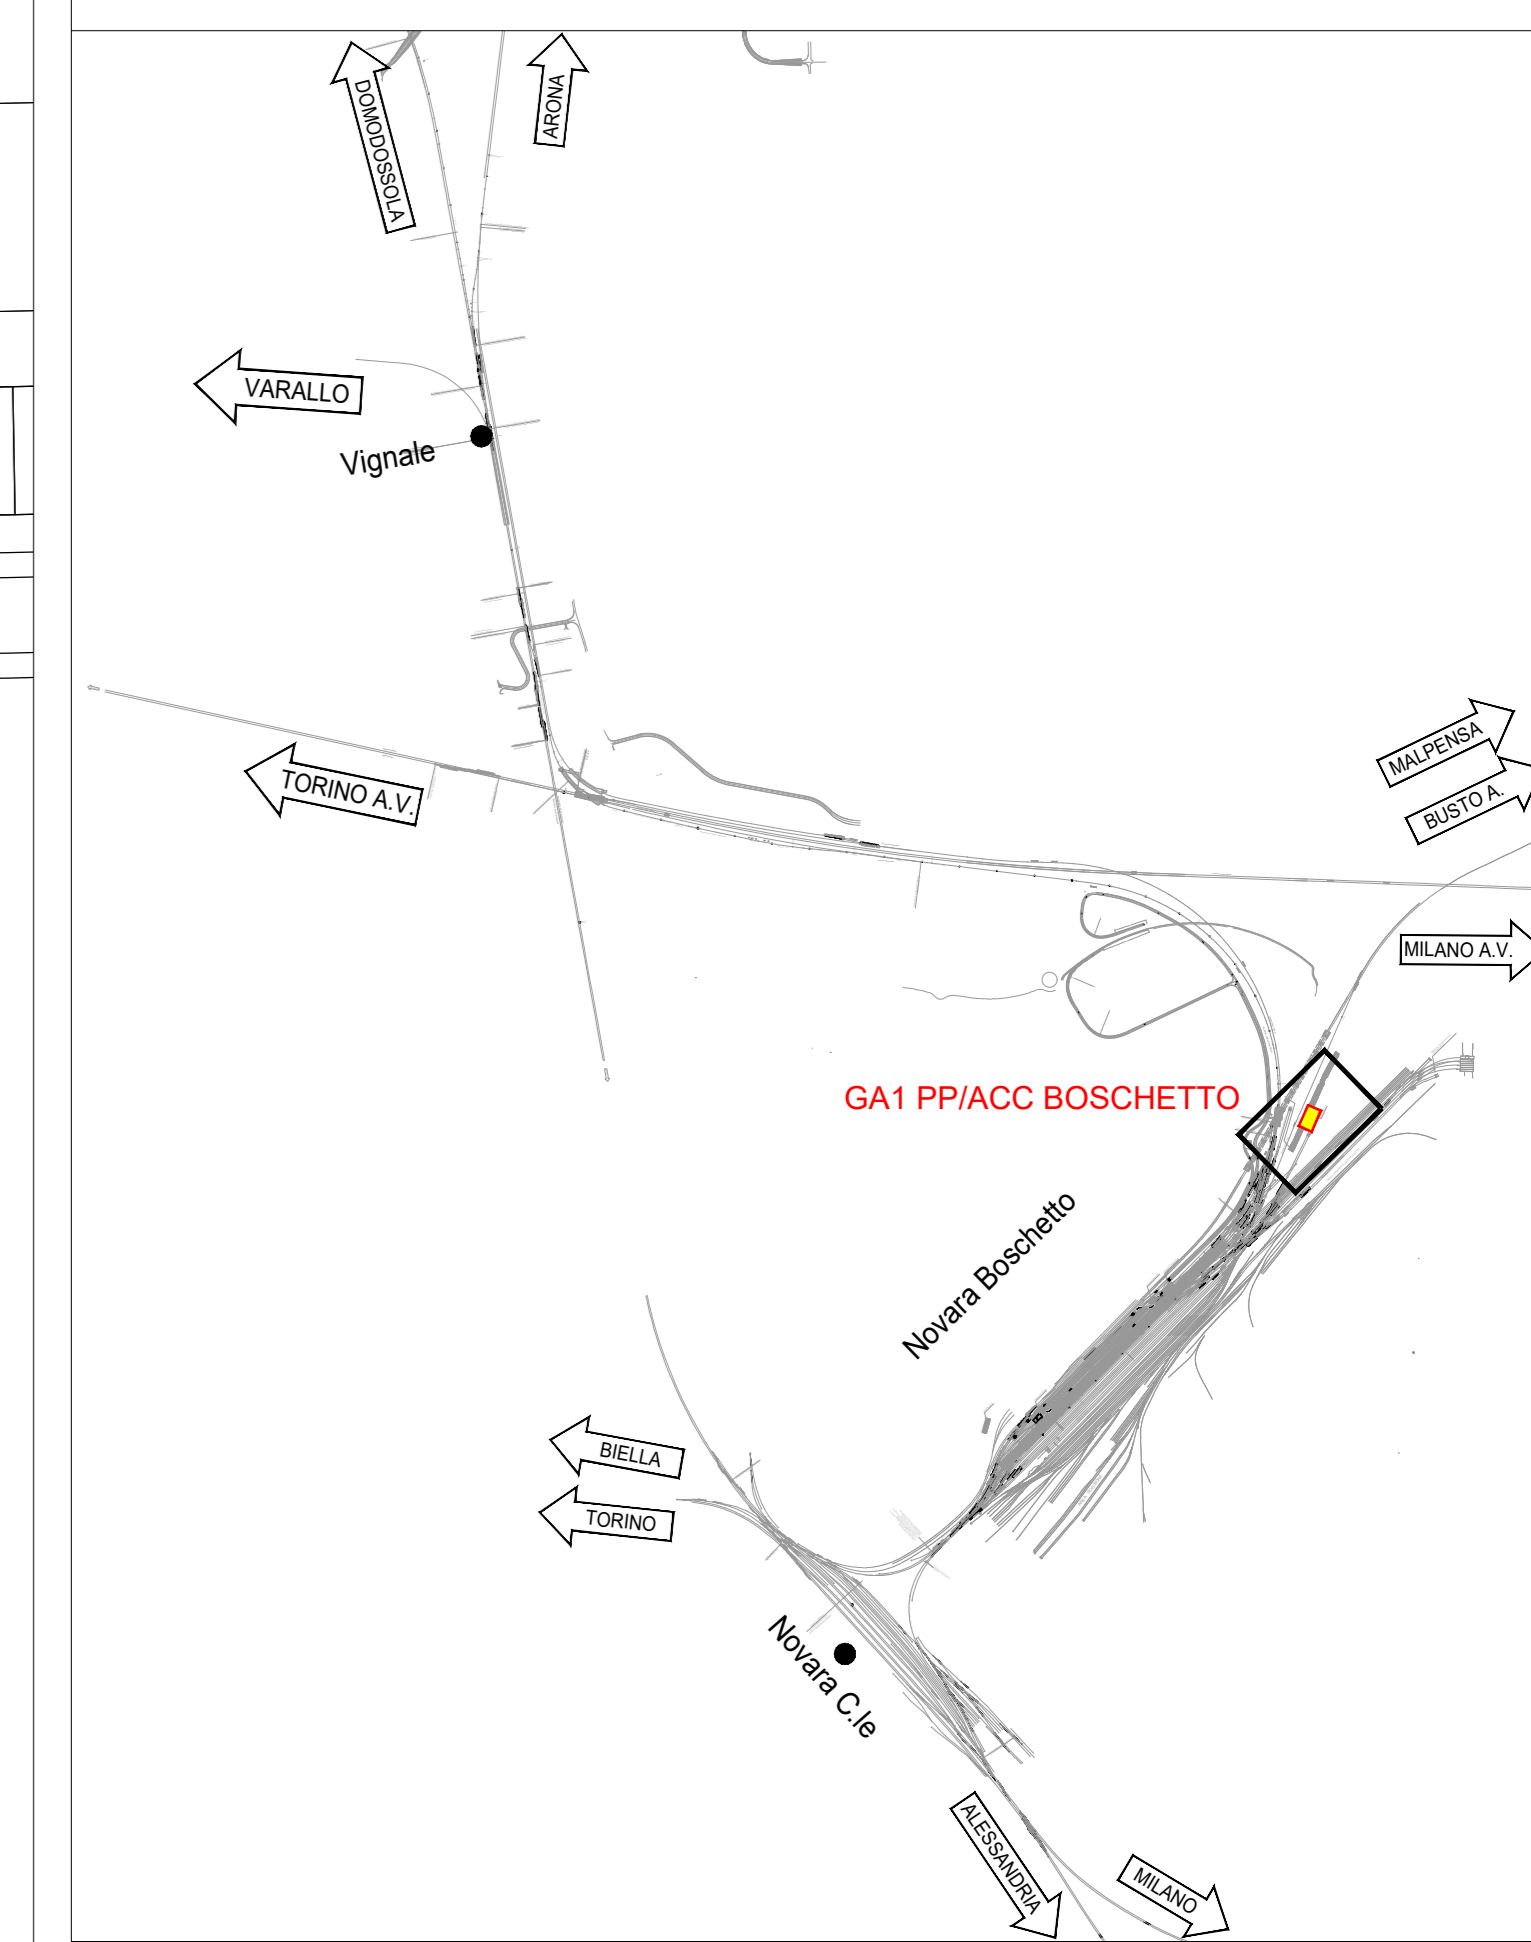 DOMODOSSOLA
ARONA
VARALLO
Vignale
MALPENSA
BUSTO A.
TORINO A.V.
MILANO A.V.
GA1 PP/ACC BOSCHETTO
Novara Boschetto
BIELLA
TORINO
Novara C.le
ALESSANDRIA
MILANO